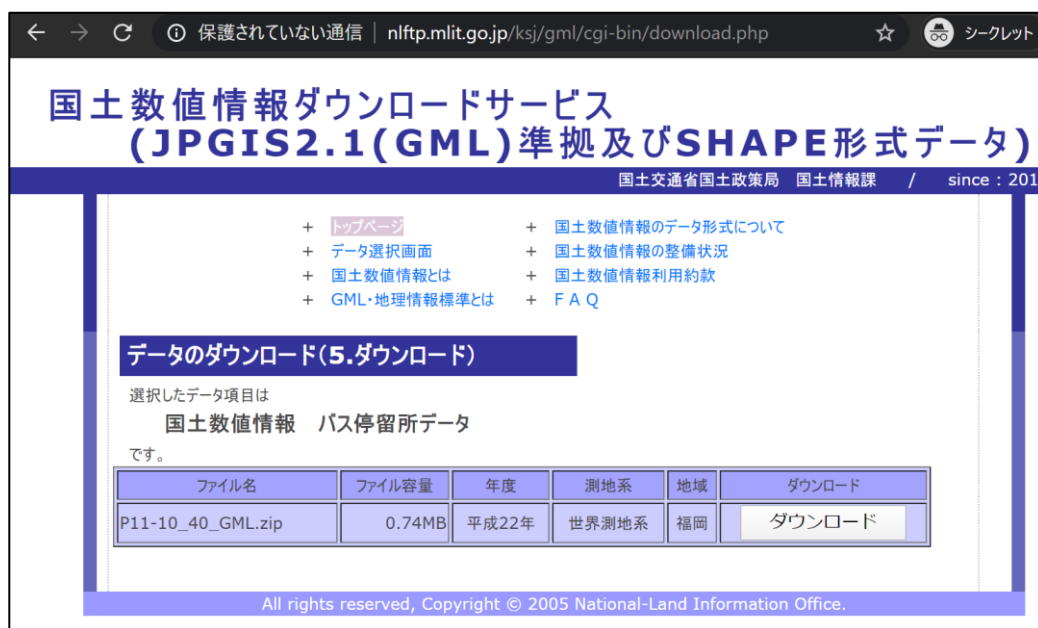 保護されていない通信 | nlftp.mlit.go.jp/ksj/gml/cgi-bin/download.php シークレット
国土数値情報ダウンロードサービス
(JPGIS2.1(GML)準拠及びSHAPE形式データ)
国土交通省国土政策局 国土情報課 / since : 201
+ トップページ + 国土数値情報のデータ形式について
+ データ選択画面 + 国土数値情報の整備状況
+ 国土数値情報とは + 国土数値情報利用約款
+ GML・地理情報標準とは + F A Q
データのダウンロード(5.ダウンロード)
選択したデータ項目は
国土数値情報 バス停留所データ
です。
ファイル名 ファイル容量 年度 測地系 地域 ダウンロード
P11-10_40_GML.zip 0.74MB 平成22年 世界測地系 福岡 ダウンロード
All rights reserved, Copyright © 2005 National-Land Information Office.